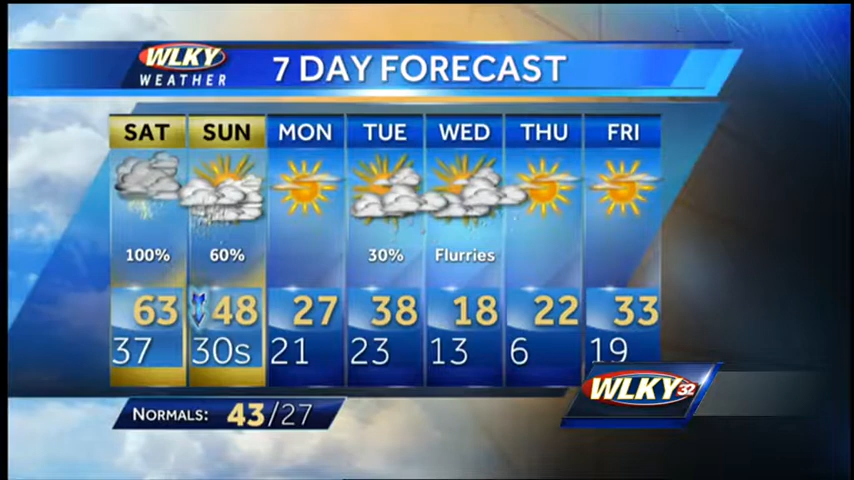 WLKY
WEATHER
7 DAY FORECAST
SAT SUN MON TUE WED THU FRI
100% 60% 30% Flurries
63 48 27 38 18 22 33
37 30s 21 23 13 6 19
WLKY 32
NORMALS: 43/27